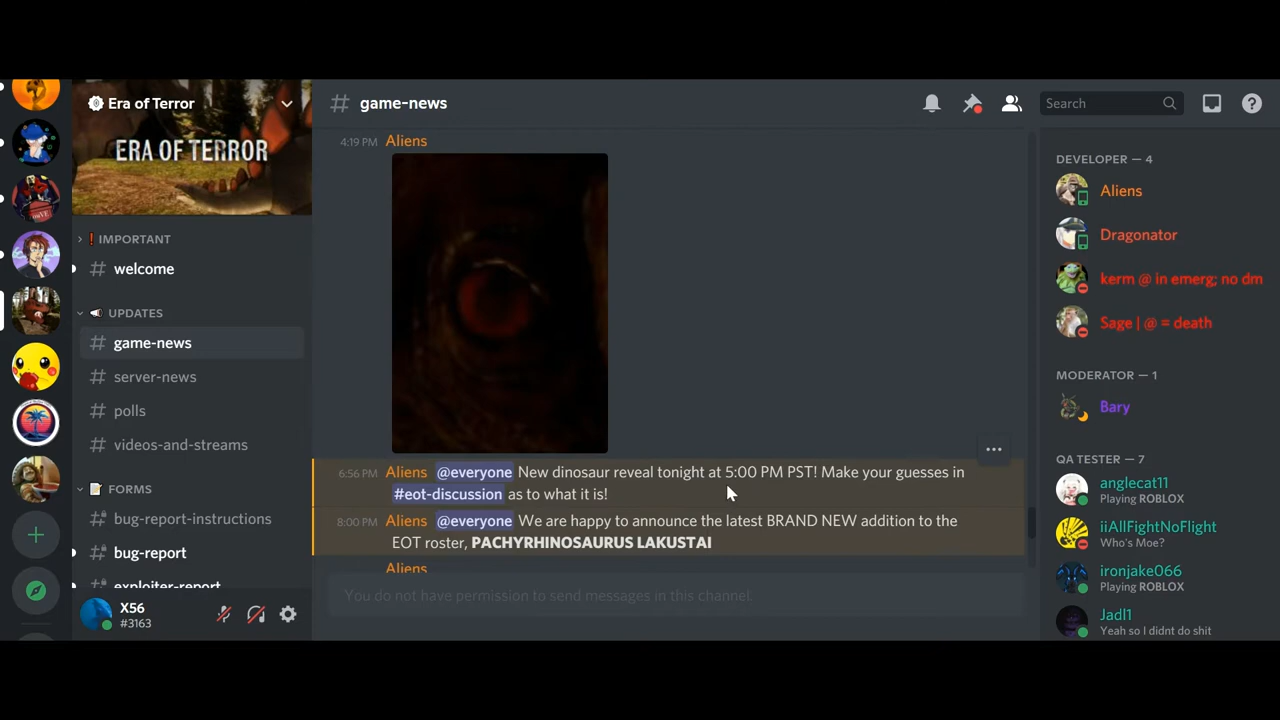 Era of Terror
ERA OF TERROR
IMPORTANT
# welcome
UPDATES
# game-news
# server-news
# polls
# videos-and-streams
FORMS
# bug-report-instructions
# bug-report
# exploiter-report
X56
#3163
# game-news
4:19 PM Aliens
6:56 PM Aliens @everyone New dinosaur reveal tonight at 5:00 PM PST! Make your guesses in
#eot-discussion as to what it is!
8:00 PM Aliens @everyone We are happy to announce the latest BRAND NEW addition to the
EOT roster, PACHYRHINOSAURUS LAKUSTAI
Aliens
You do not have permission to send messages in this channel.
Search
DEVELOPER — 4
Aliens
Dragonator
kerm @ in emerg; no dm
Sage | @ = death
MODERATOR — 1
Bary
QA TESTER — 7
anglecat11
Playing ROBLOX
iiAllFightNoFlight
Who's Moe?
ironjake066
Playing ROBLOX
Jadl1
Yeah so I didnt do shit